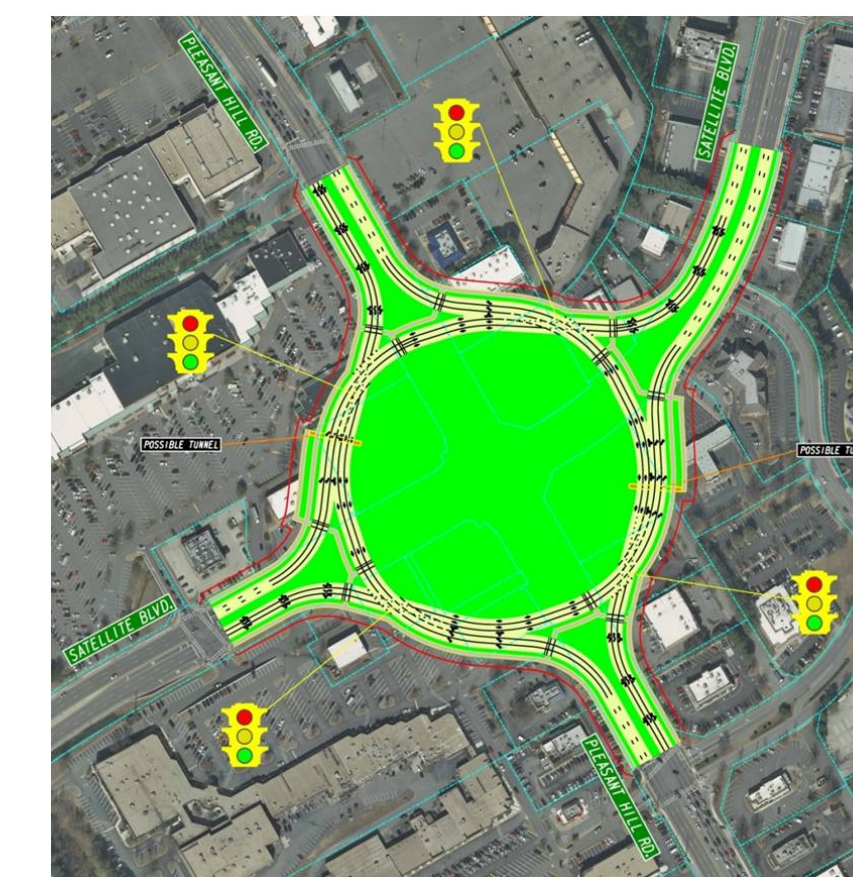 PLEASANT HILL RD.
SATELLITE BLVD.
POSSIBLE TUNNEL
POSSIBLE TU
SATELLITE BLVD.
PLEASANT HILL RD.